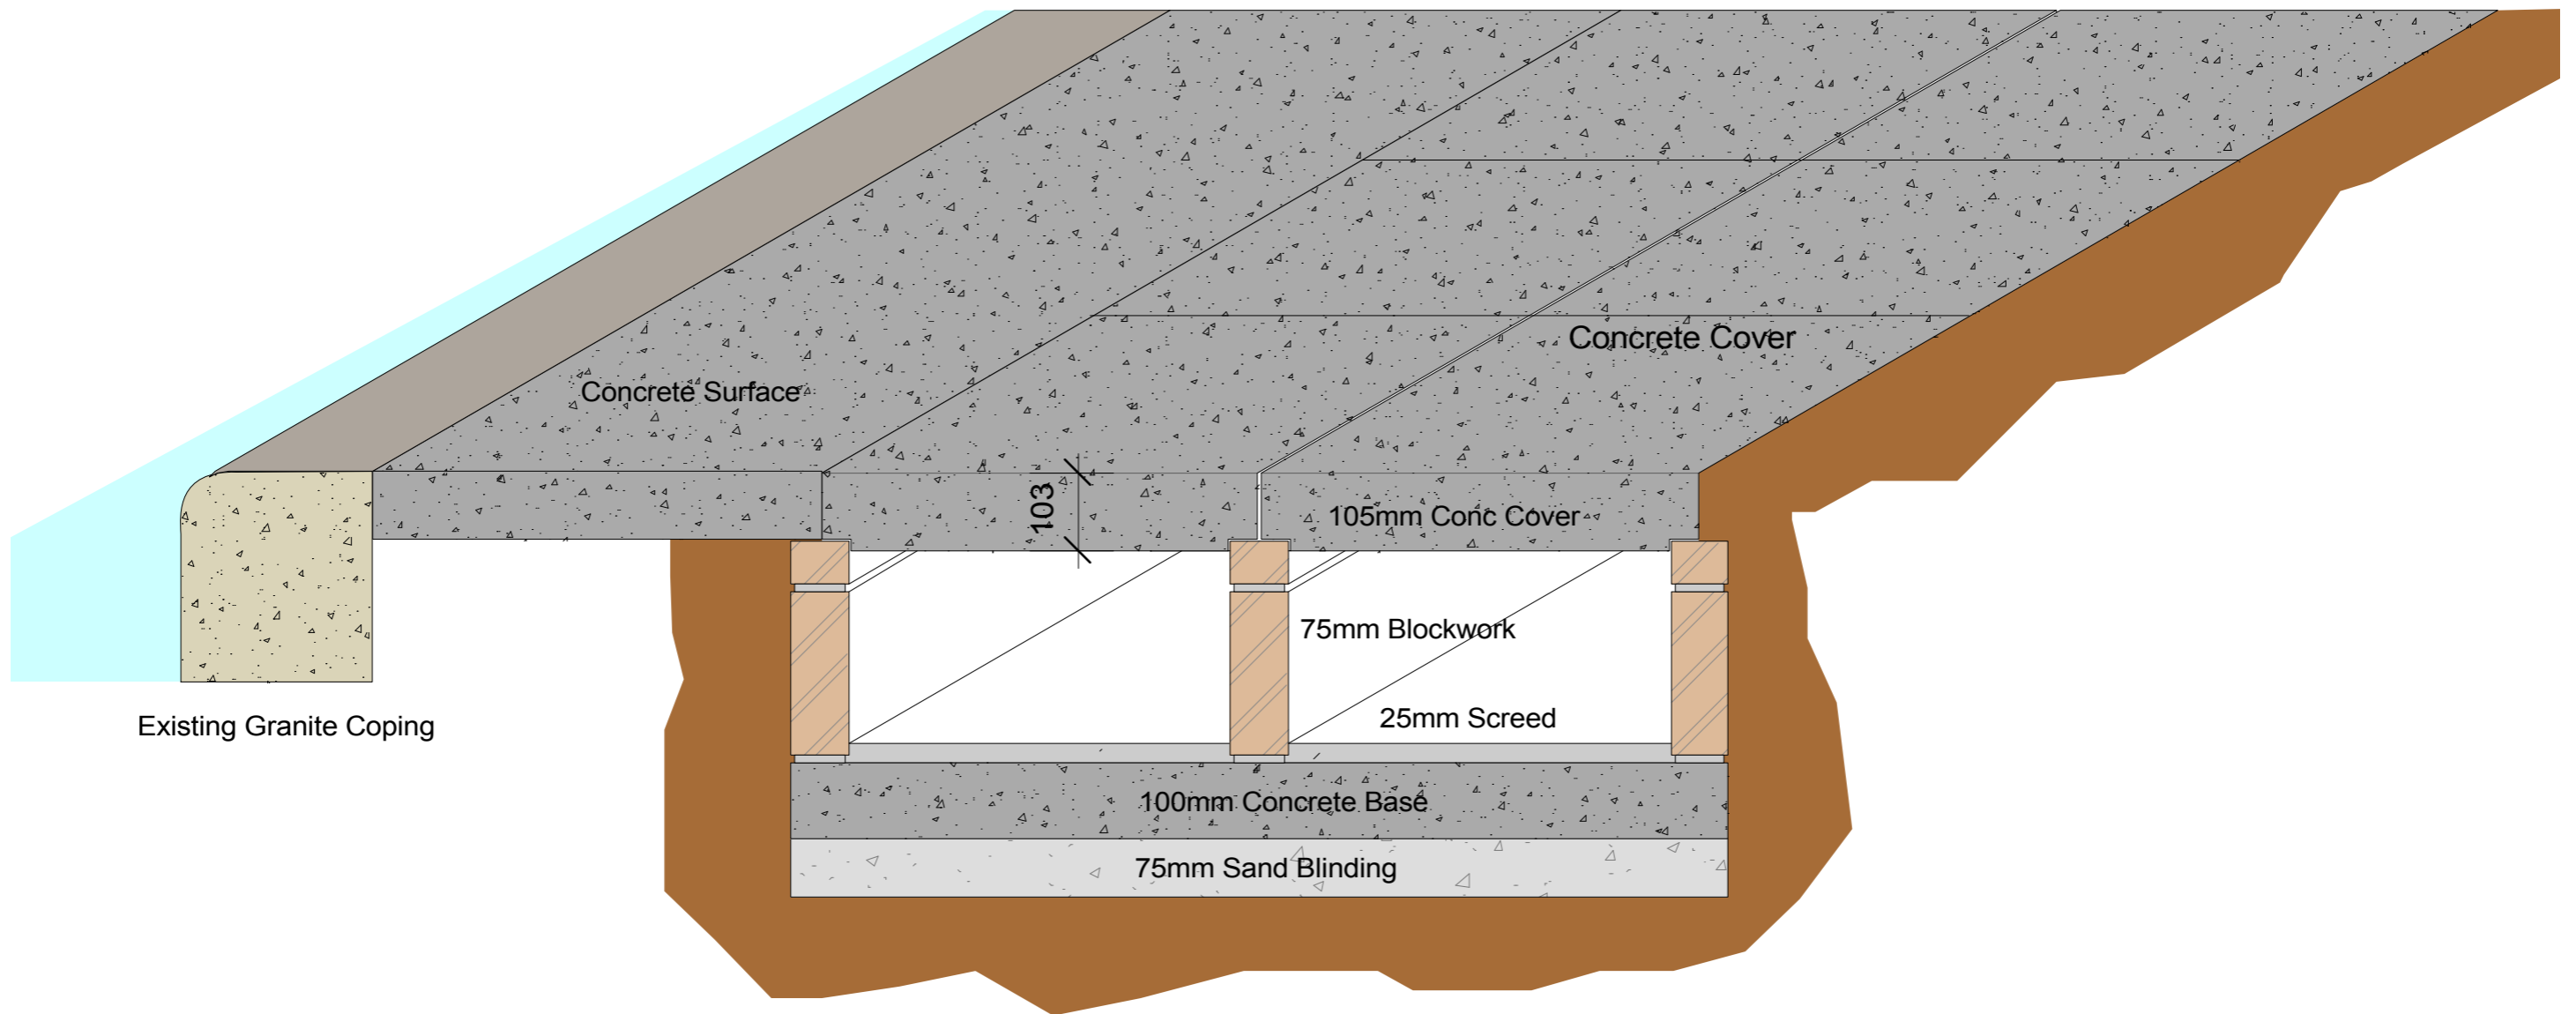 Concrete Cover
Concrete Surface
103
105mm Conc Cover
75mm Blockwork
25mm Screed
Existing Granite Coping
100mm Concrete Base
75mm Sand Blinding